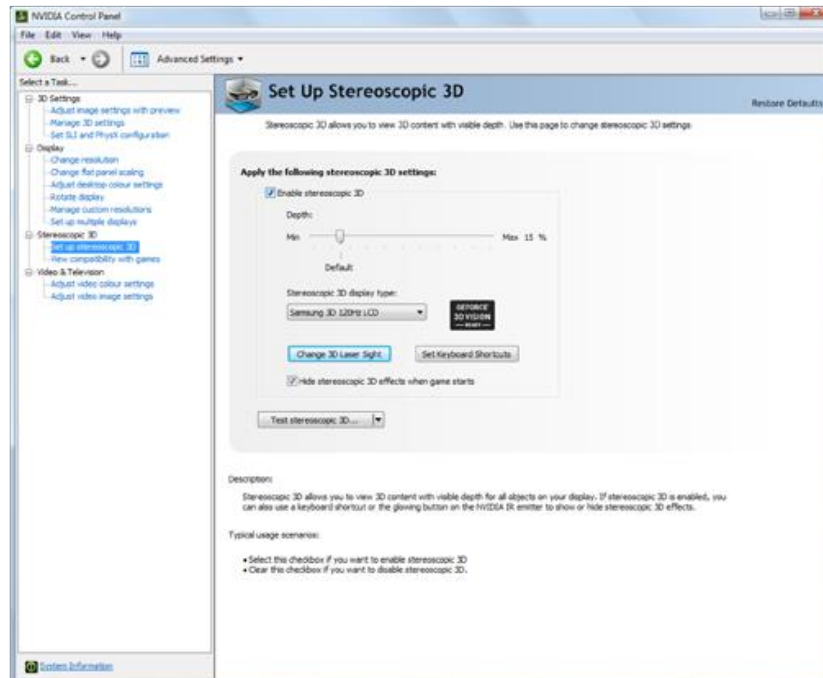 NVIDIA Control Panel
File Edit View Help
Back Advanced Settings
Select a Task...
3D Settings
Adjust image settings with preview
Manage 3D settings
Set SLI and PhysX configuration
Display
Change resolution
Change flat panel scaling
Adjust desktop colour settings
Rotate display
Manage custom resolutions
Set up multiple displays
Stereoscopic 3D
Set up stereoscopic 3D
View compatibility with games
Video & Television
Adjust video colour settings
Adjust video image settings
System Information
Set Up Stereoscopic 3D
Restore Defaults
Stereoscopic 3D allows you to view 3D content with visible depth. Use this page to change stereoscopic 3D settings
Apply the following stereoscopic 3D settings:
Enable stereoscopic 3D
Depth:
Min Max 15 %
Default
Stereoscopic 3D display type:
Samsung 3D 120Hz LCD
GEFORCE
3D VISION
READY
Change 3D Laser Sight Set Keyboard Shortcuts
Hide stereoscopic 3D effects when game starts
Test stereoscopic 3D...
Description:
Stereoscopic 3D allows you to view 3D content with visible depth for all objects on your display. If stereoscopic 3D is enabled, you
can also use a keyboard shortcut or the glowing button on the NVIDIA IR emitter to show or hide stereoscopic 3D effects.
Typical usage scenarios:
• Select this checkbox if you want to enable stereoscopic 3D
• Clear this checkbox if you want to disable stereoscopic 3D.